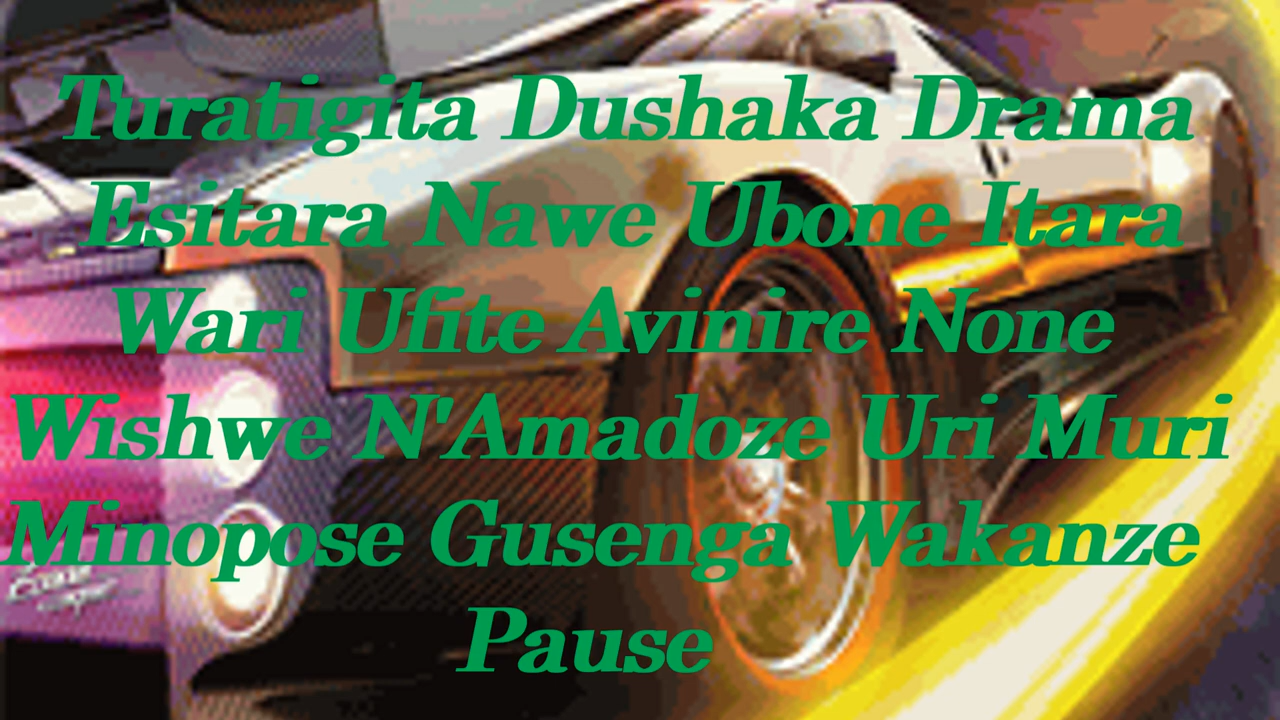 Turatigita Dushaka Drama
Esitara Nawe Ubone Itara
Wari Ufite Avinire None
Wishwe N'Amadoze Uri Muri
Minopose Gusenga Wakanze
Pause